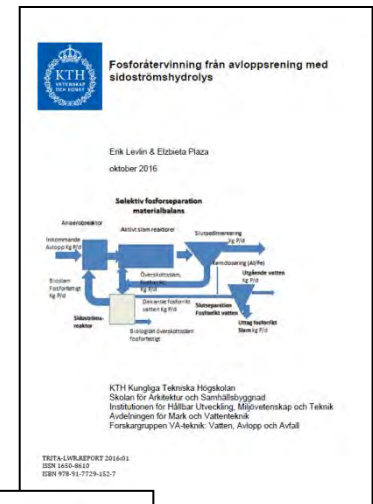 KTH
VETENSKAP
OCH KONST
Fosforåtervinning från avloppsrening med
sidoströmshydrolys
Erik Levlin & Elzbieta Plaza
oktober 2016
Selektiv fosforseparation
materialbalans
Anaerobreaktor
Aktivt slam reaktorer
Slutsedimentering
kg P/d
Inkommande
Avlopp Kg P/d
Kemdosering (Al/Fe)
Utgående vatten
Kg P/d
Överskottsslam,
Fosforrikt
Kg P/d
Bioslam
Fosforfattigt
Kg P/d
Dekanterat fosforrikt
vatten Kg P/d
Slutseparation
Fosforrikt vatten
Sidoströms-
reaktor
Biologiskt överskottsslam
fosforfattigt
Uttag fosforrikt
Slam kg P/d
KTH Kungliga Tekniska Högskolan
Skolan för Arkitektur och Samhällsbyggnad
Institutionen för Hållbar Utveckling, Miljövetenskap och Teknik
Avdelningen för Mark och Vattenteknik
Forskargruppen VA-teknik: Vatten, Avlopp och Avfall
TRITA-LWR.REPORT 2016:01
ISSN 1650-8610
ISBN 978-91-7729-152-7